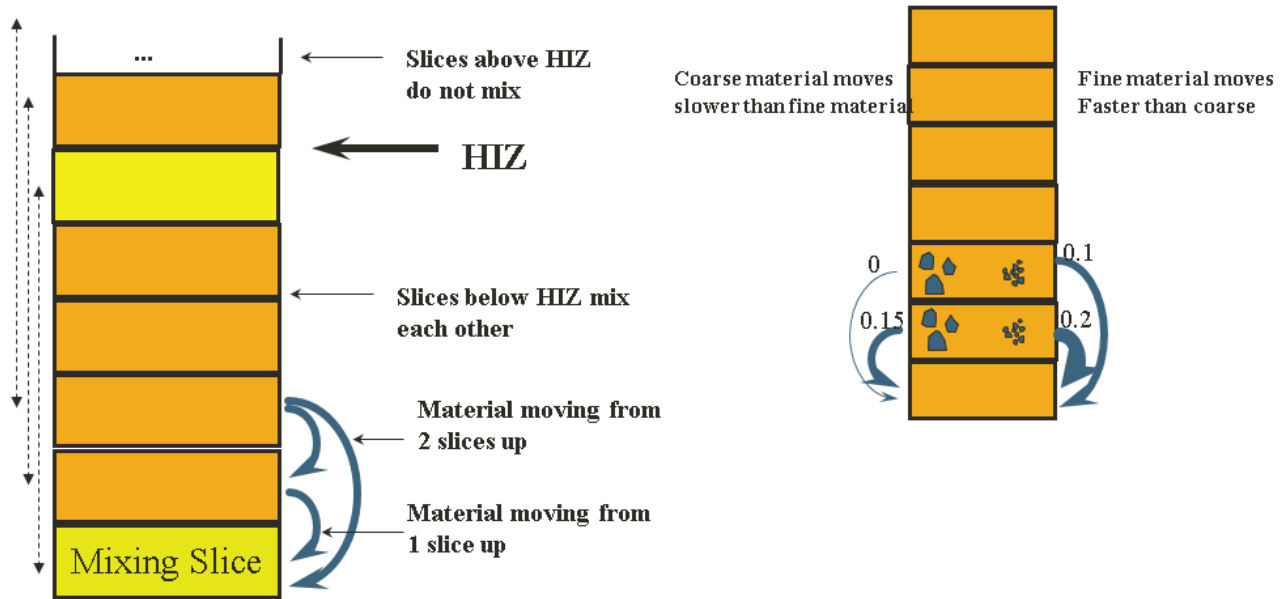 ...
Slices above HIZ
do not mix
HIZ
Slices below HIZ mix
each other
Material moving from
2 slices up
Material moving from
1 slice up
Mixing Slice
Coarse material moves
slower than fine material
Fine material moves
Faster than coarse
0
0.1
0.15
0.2